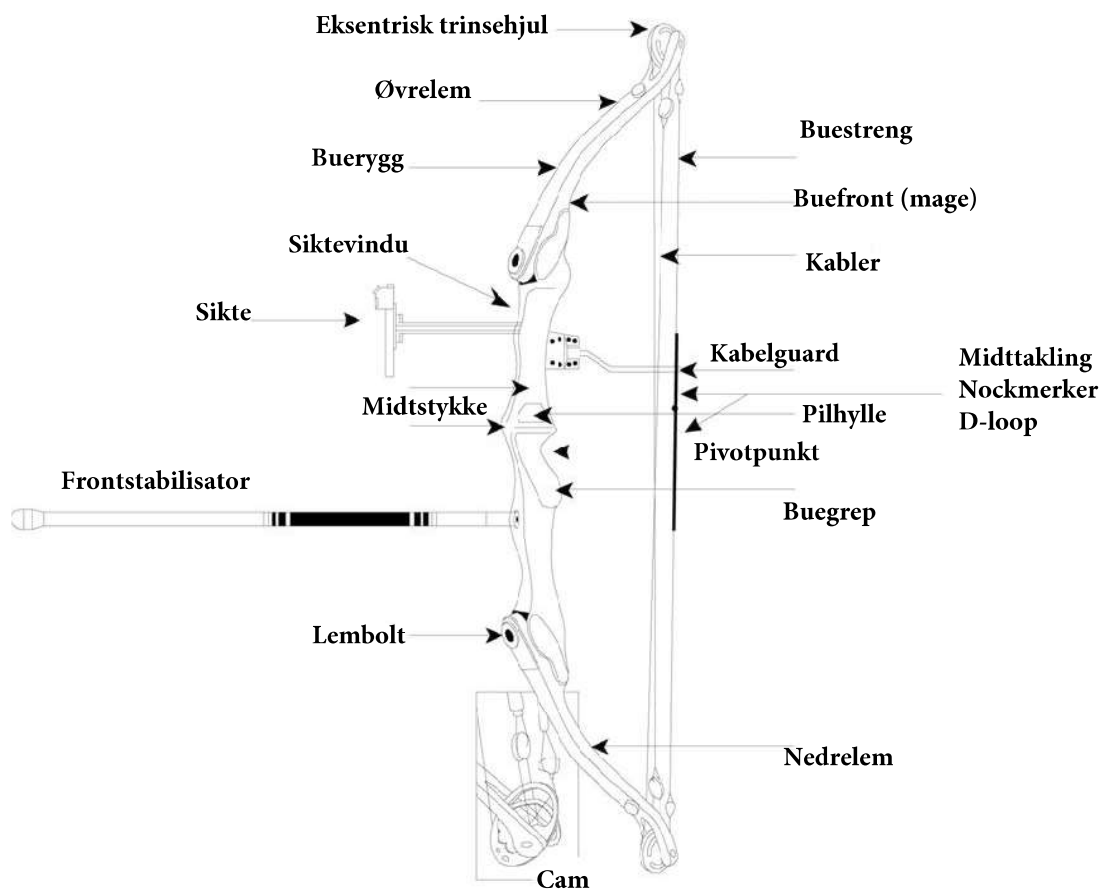 Eksentrisk trinsehjul
Øvrelem
Buestreng
Buerygg
Buefront (mage)
Siktevindu
Kabler
Sikte
Kabelguard
Midttakling
Nockmerker
D-loop
Midtstykke
Pilhylle
Pivotpunkt
Frontstabilisator
Buegrep
Lembolt
Nedrelem
Cam